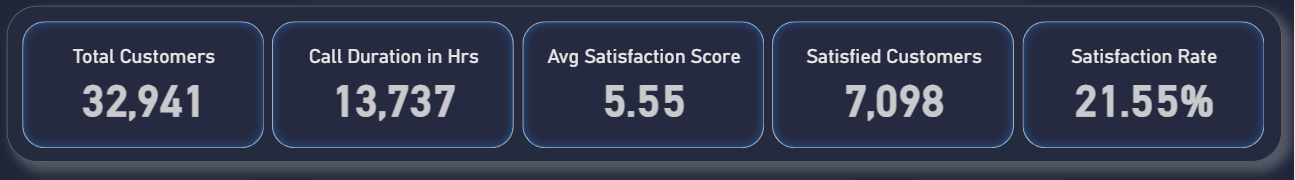 Total Customers
32,941
Call Duration in Hrs
13,737
Avg Satisfaction Score
5.55
Satisfied Customers
7,098
Satisfaction Rate
21.55%